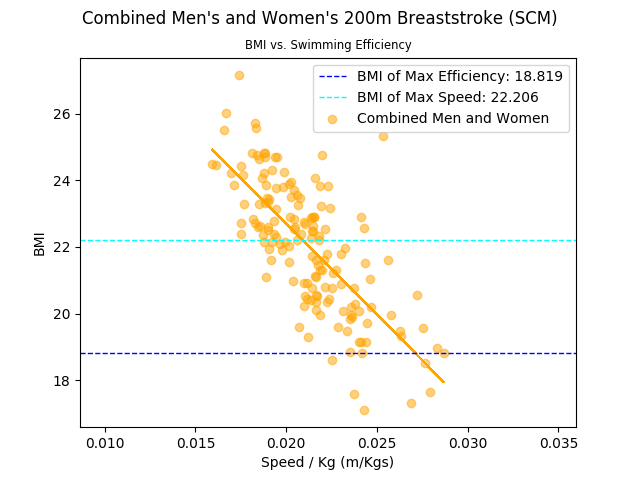 Combined Men's and Women's 200m Breaststroke (SCM)
BMI vs. Swimming Efficiency
BMI of Max Efficiency: 18.819
BMI of Max Speed: 22.206
Combined Men and Women
BMI
26
24
22
20
18
0.010 0.015 0.020 0.025 0.030 0.035
Speed / Kg (m/Kgs)